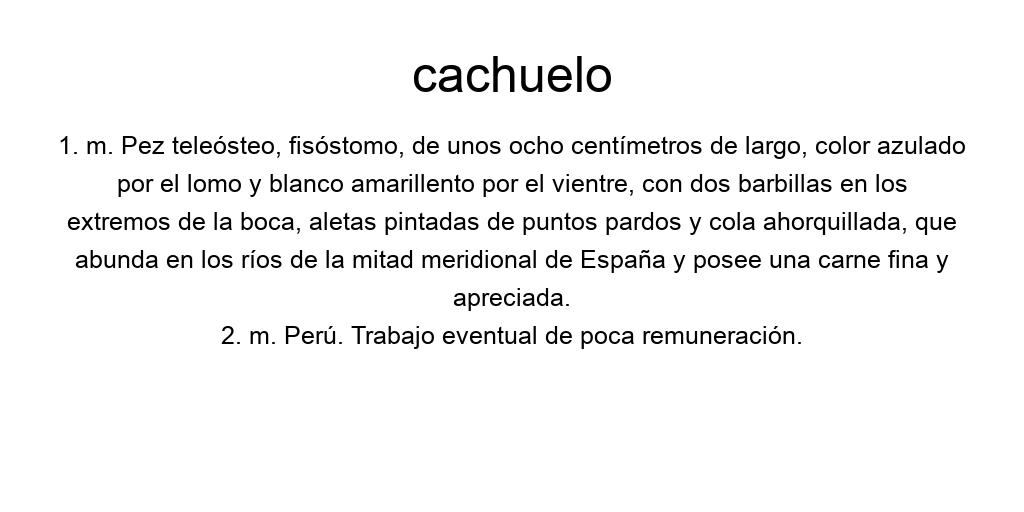 cachuelo
1. m. Pez teleósteo, fisóstomo, de unos ocho centímetros de largo, color azulado
por el lomo y blanco amarillento por el vientre, con dos barbillas en los
extremos de la boca, aletas pintadas de puntos pardos y cola ahorquillada, que
abunda en los ríos de la mitad meridional de España y posee una carne fina y
apreciada.
2. m. Perú. Trabajo eventual de poca remuneración.